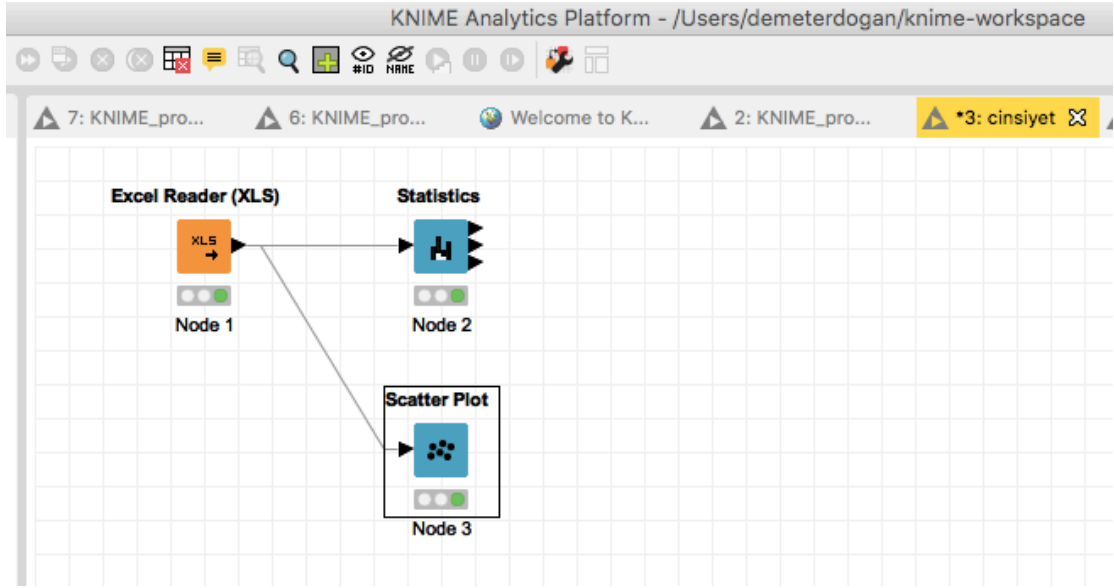 KNIME Analytics Platform - /Users/demeterdogan/knime-workspace
#ID NAME
7: KNIME_pro... 6: KNIME_pro... Welcome to K... 2: KNIME_pro... *3: cinsiyet
Excel Reader (XLS) Statistics
XLS
Node 1 Node 2
Scatter Plot
Node 3